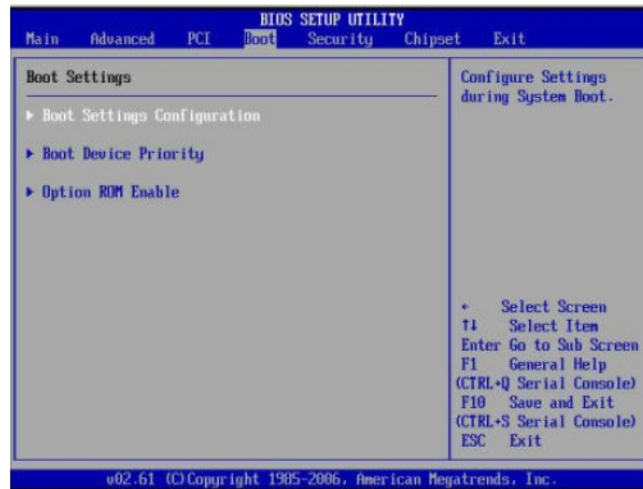 BIOS SETUP UTILITY
Main Advanced PCI Boot Security Chipset Exit
Boot Settings
▶ Boot Settings Configuration
▶ Boot Device Priority
▶ Option ROM Enable
Configure Settings
during System Boot.
← Select Screen
↑↓ Select Item
Enter Go to Sub Screen
F1 General Help
(CTRL+Q Serial Console)
F10 Save and Exit
(CTRL+S Serial Console)
ESC Exit
v02.61 (C)Copyright 1985-2006, American Megatrends, Inc.